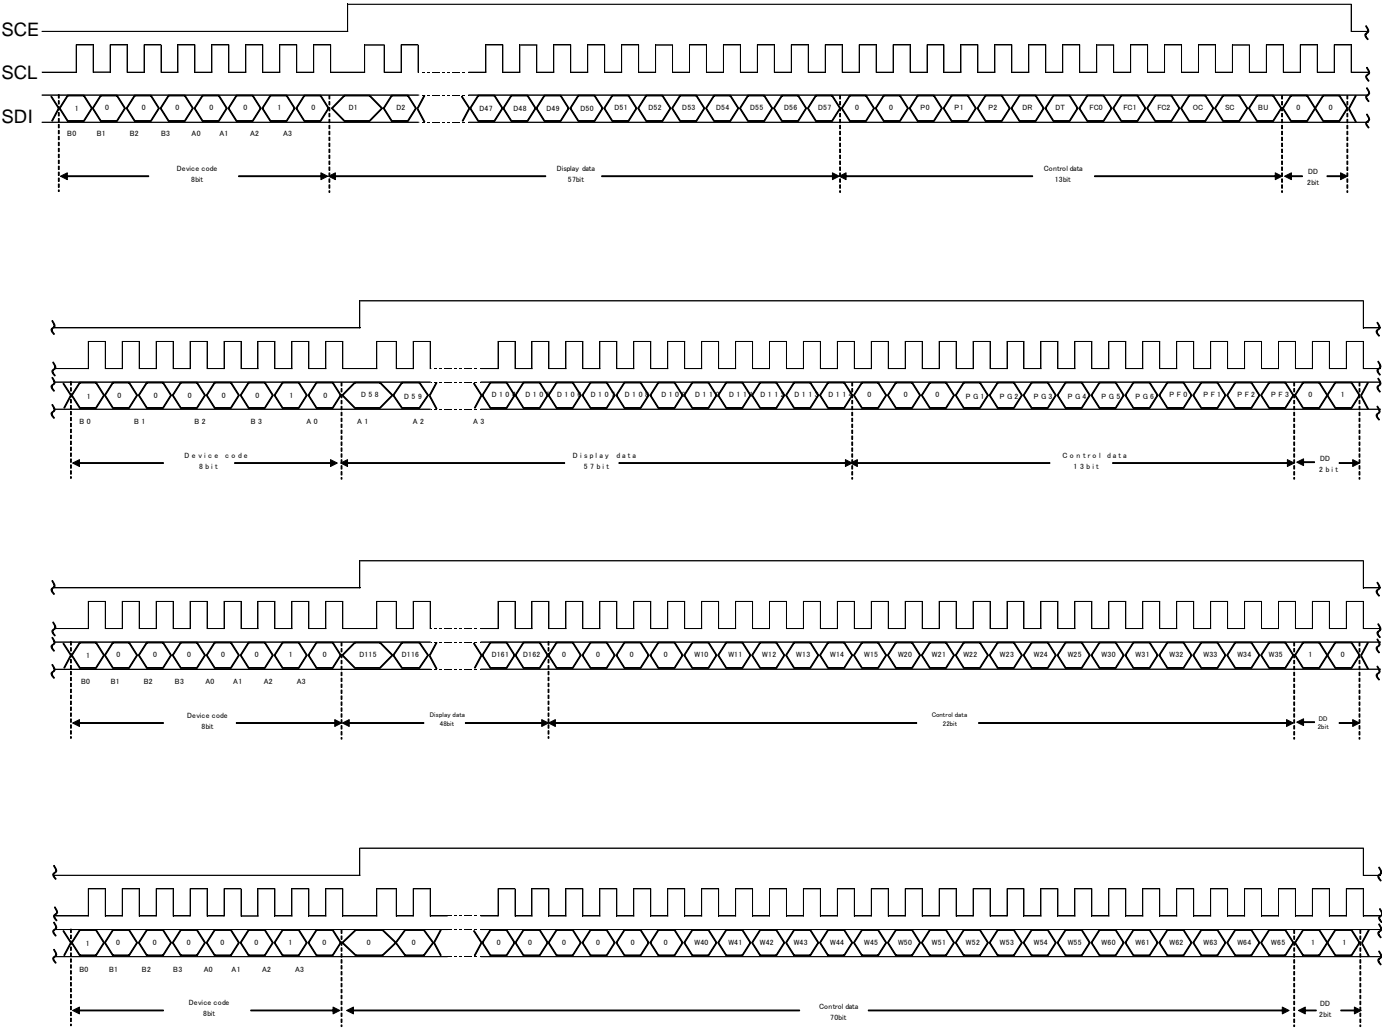 SCE
SCL
SDI
1 0 0 0 0 0 1 0 D1 D2 D47 D48 D49 D50 D51 D52 D53 D54 D55 D56 D57 0 0 P0 P1 P2 DR DT FC0 FC1 FC2 OC SC BU 0 0
B0 B1 B2 B3 A0 A1 A2 A3
Device code
8bit
Display data
57bit
Control data
13bit
DD
2bit
1 0 0 0 0 0 1 0 D58 D59 0 0 0 PG1 PG2 PG3 PG4 PG5 PG6 PF0 PF1 PF2 PF3 0 1
B0 B1 B2 B3 A0 A1 A2 A3
Device code
8bit
Display data
57bit
Control data
13bit
DD
2bit
1 0 0 0 0 0 1 0 D115 D116 D161 D162 0 0 0 0 W10 W11 W12 W13 W14 W15 W20 W21 W22 W23 W24 W25 W30 W31 W32 W33 W34 W35 1 0
B0 B1 B2 B3 A0 A1 A2 A3
Device code
8bit
Display data
48bit
Control data
22bit
DD
2bit
1 0 0 0 0 0 1 0 0 0 0 0 0 0 0 0 W40 W41 W42 W43 W44 W45 W50 W51 W52 W53 W54 W55 W60 W61 W62 W63 W64 W65 1 1
B0 B1 B2 B3 A0 A1 A2 A3
Device code
8bit
Control data
70bit
DD
2bit